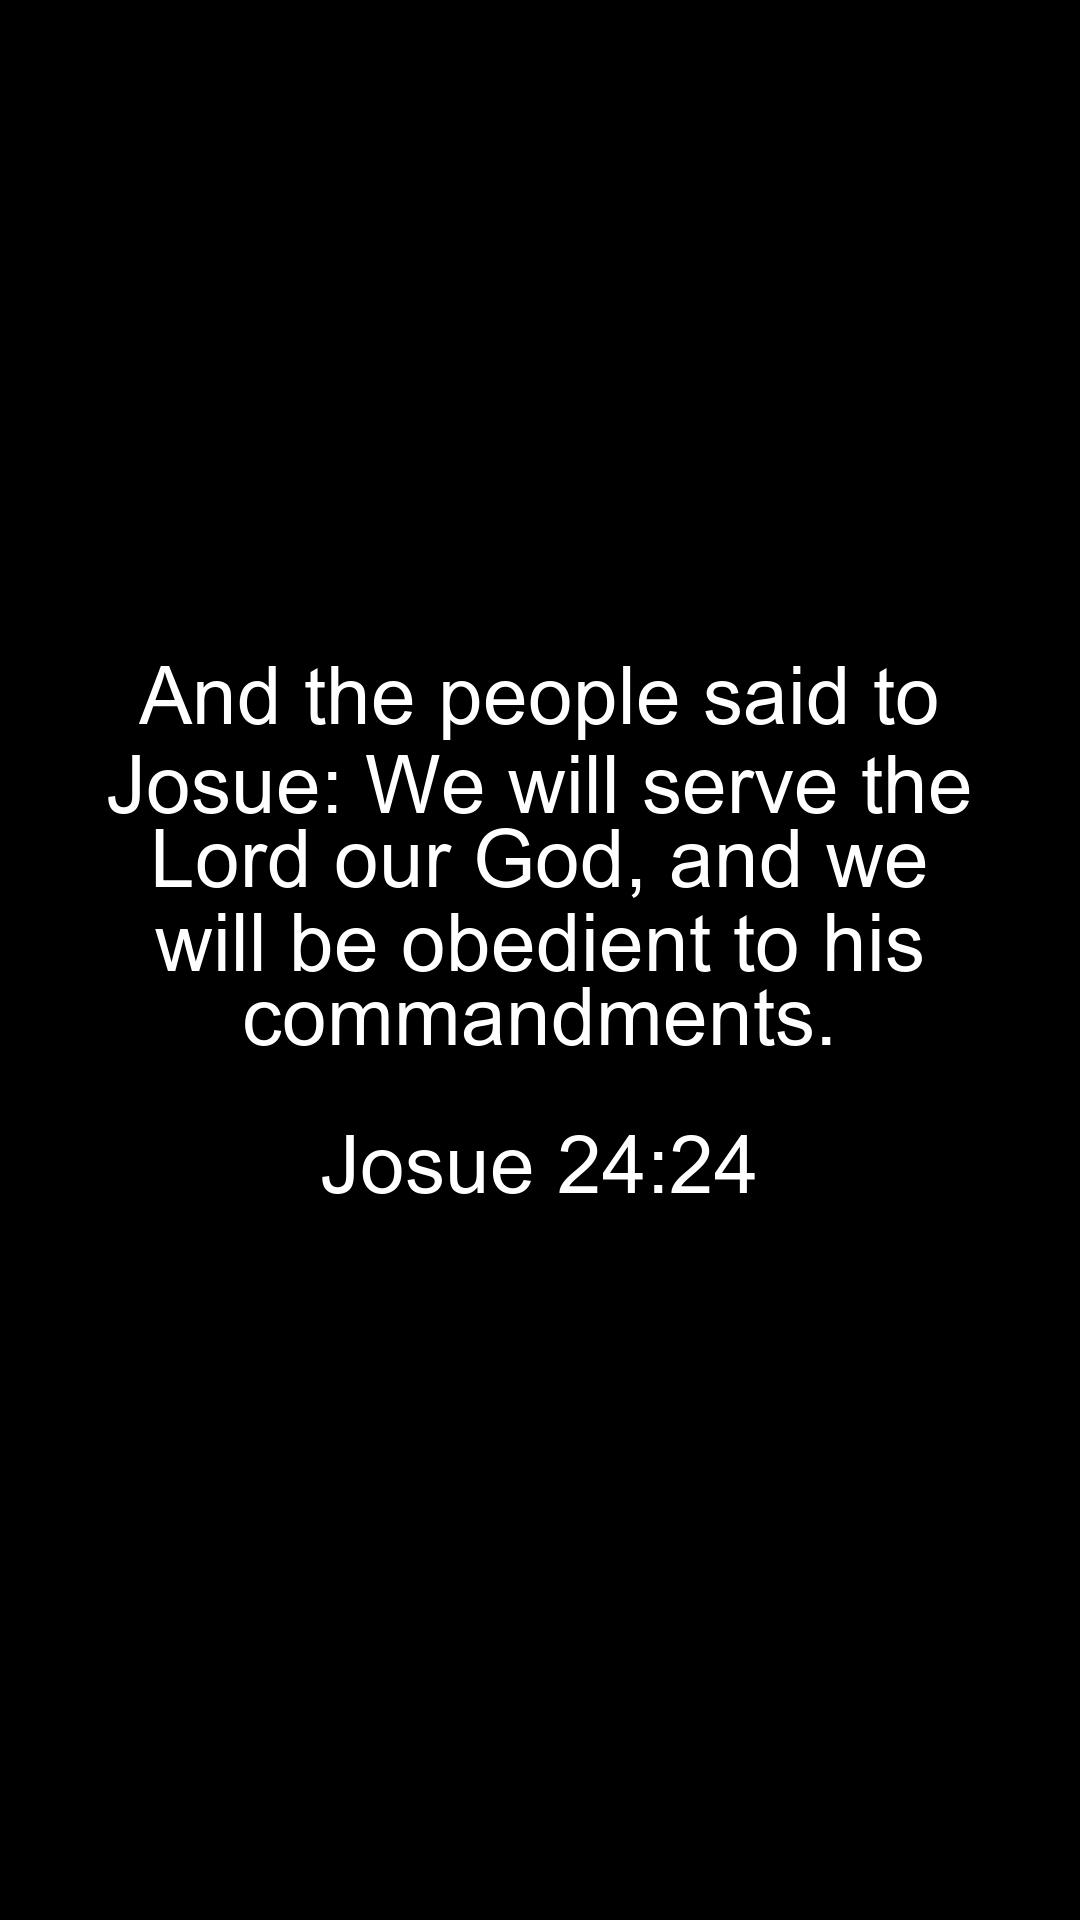 And the people said to
Josue: We will serve the
Lord our God, and we
will be obedient to his
commandments.
Josue 24:24